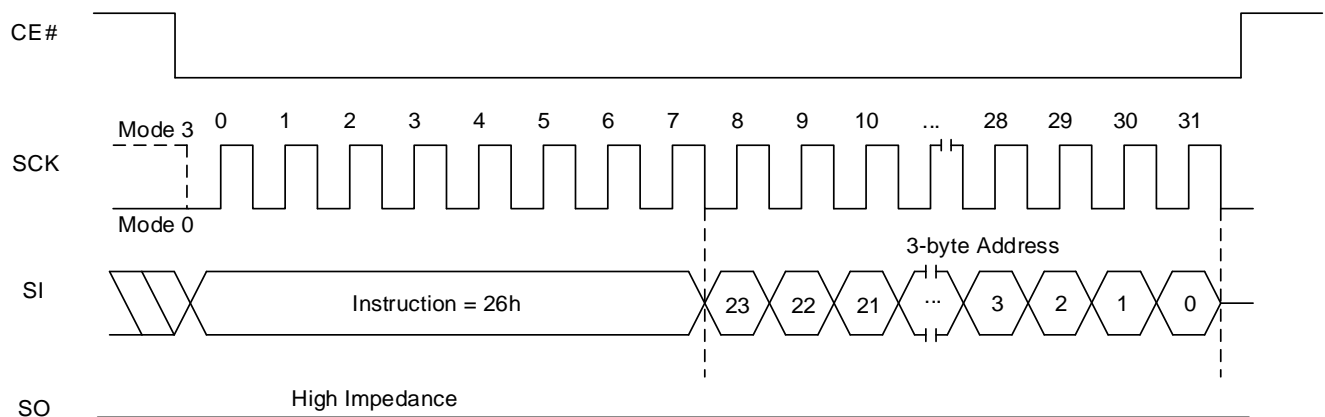 CE#
Mode 3
0 1 2 3 4 5 6 7 8 9 10 ... 28 29 30 31
SCK
Mode 0
3-byte Address
SI
Instruction = 26h
23 22 21 ... 3 2 1 0
High Impedance
SO